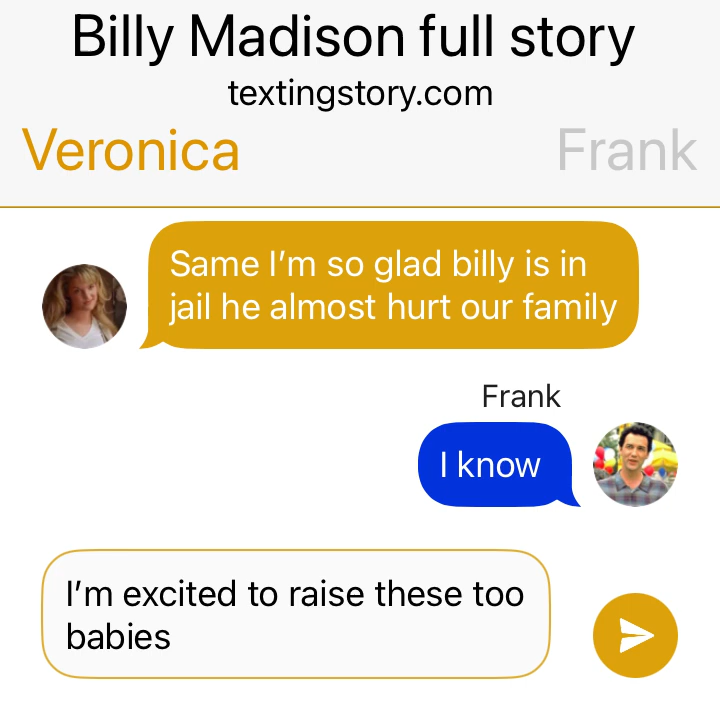 Billy Madison full story
textingstory.com
Veronica Frank
Same I’m so glad billy is in
jail he almost hurt our family
Frank
I know
I’m excited to raise these too
babies